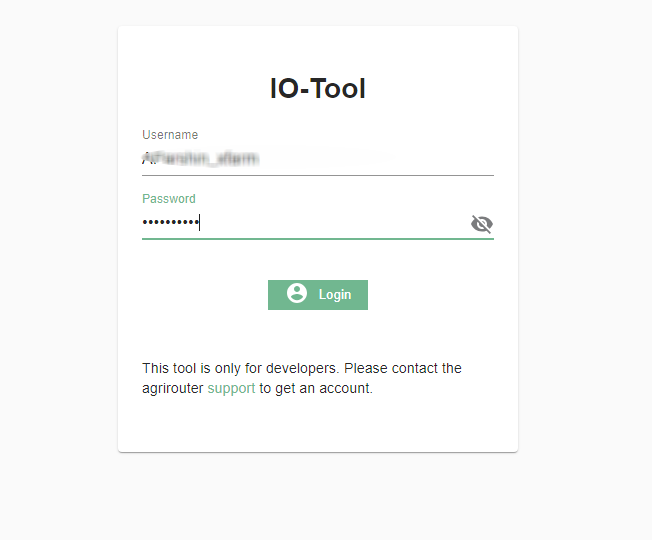 IO-Tool
Username
Password
••••••••••
Login
This tool is only for developers. Please contact the
agrirouter support to get an account.